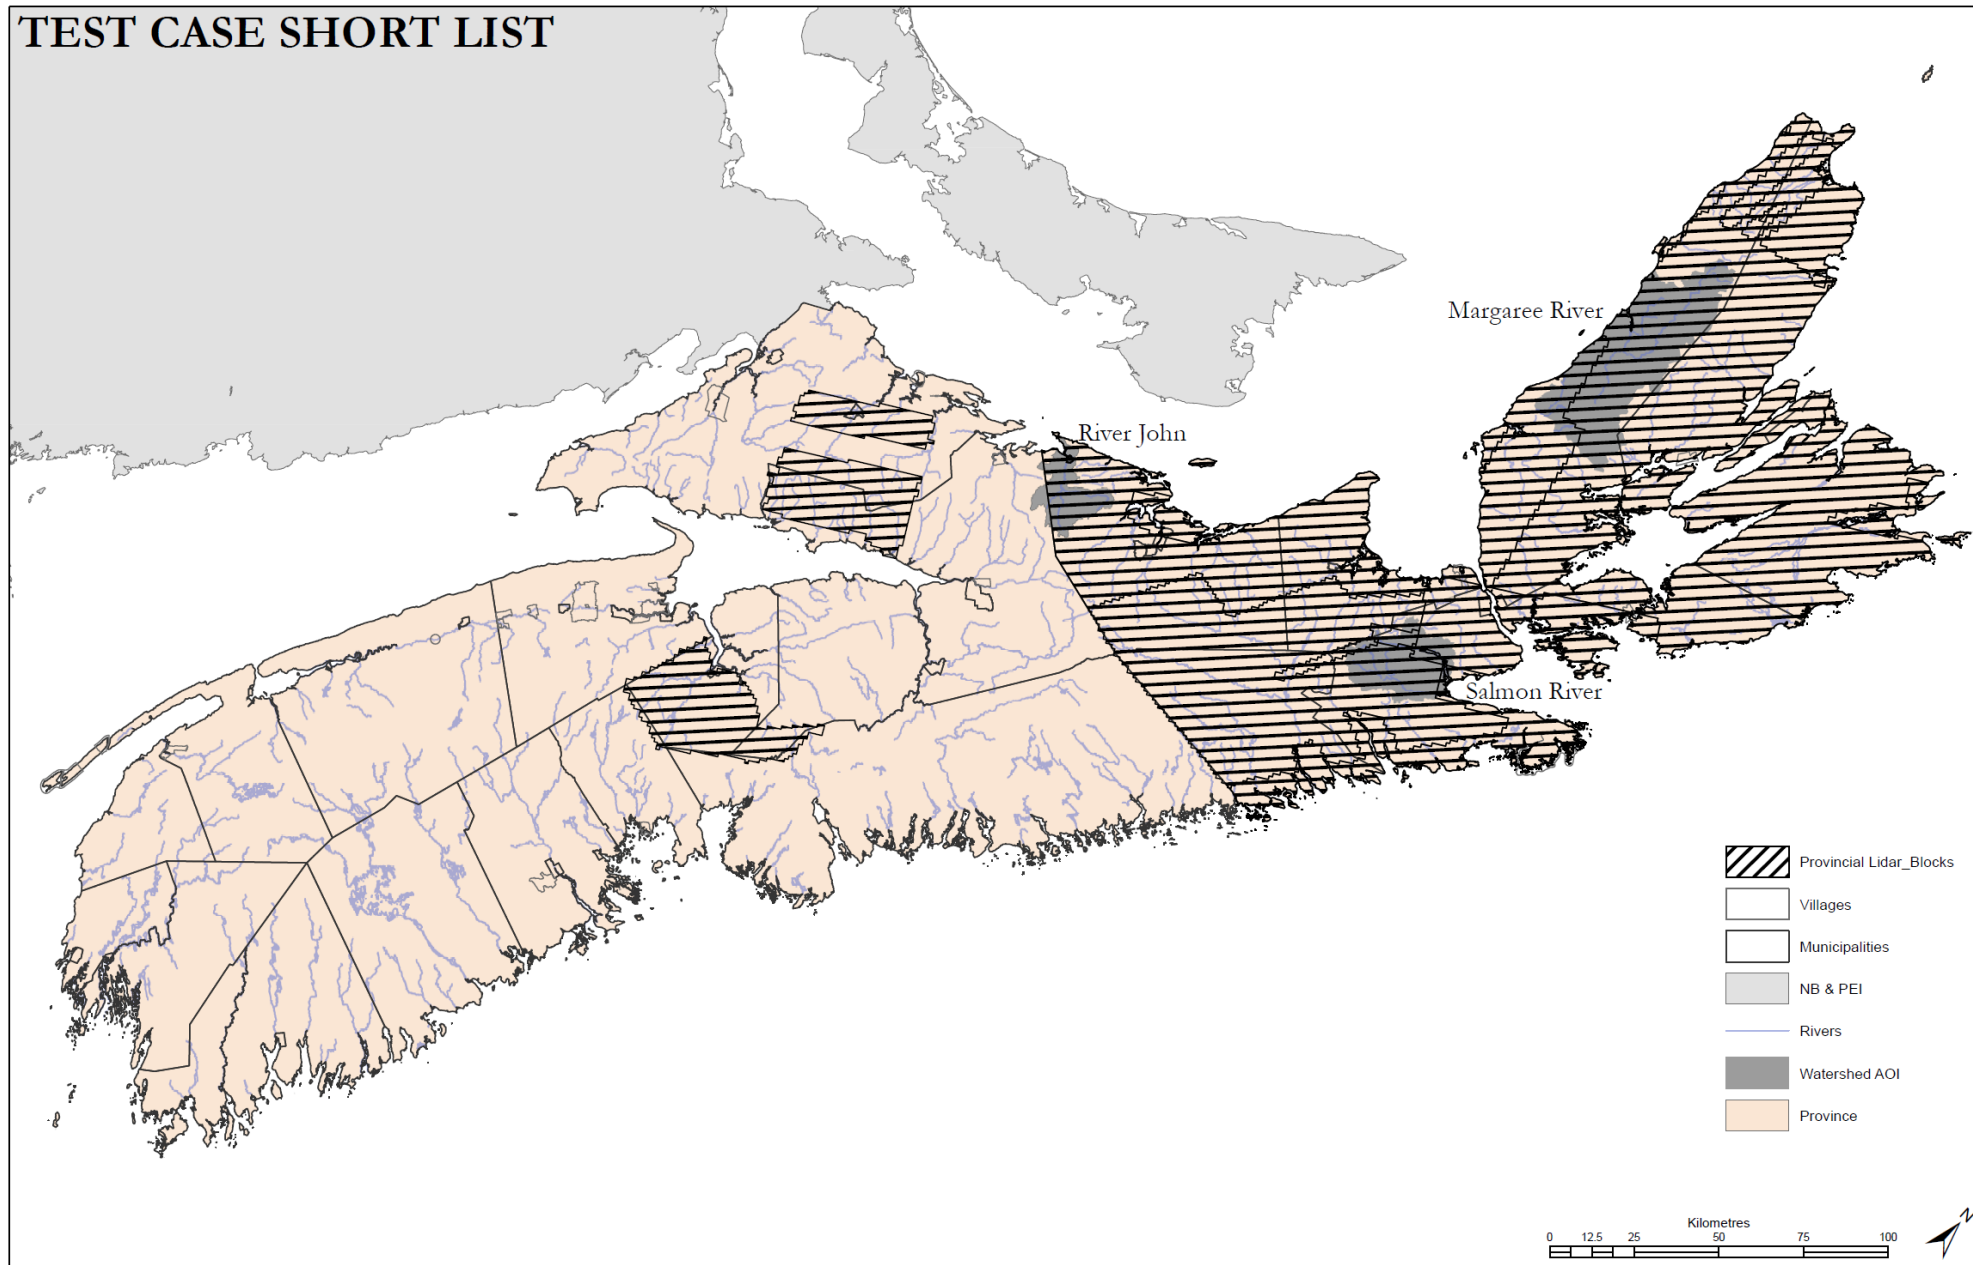 TEST CASE SHORT LIST
Margaree River
River John
Salmon River
Provincial Lidar_Blocks
Villages
Municipalities
NB & PEI
Rivers
Watershed AOI
Province
Kilometres
0 12.5 25 50 75 100
N